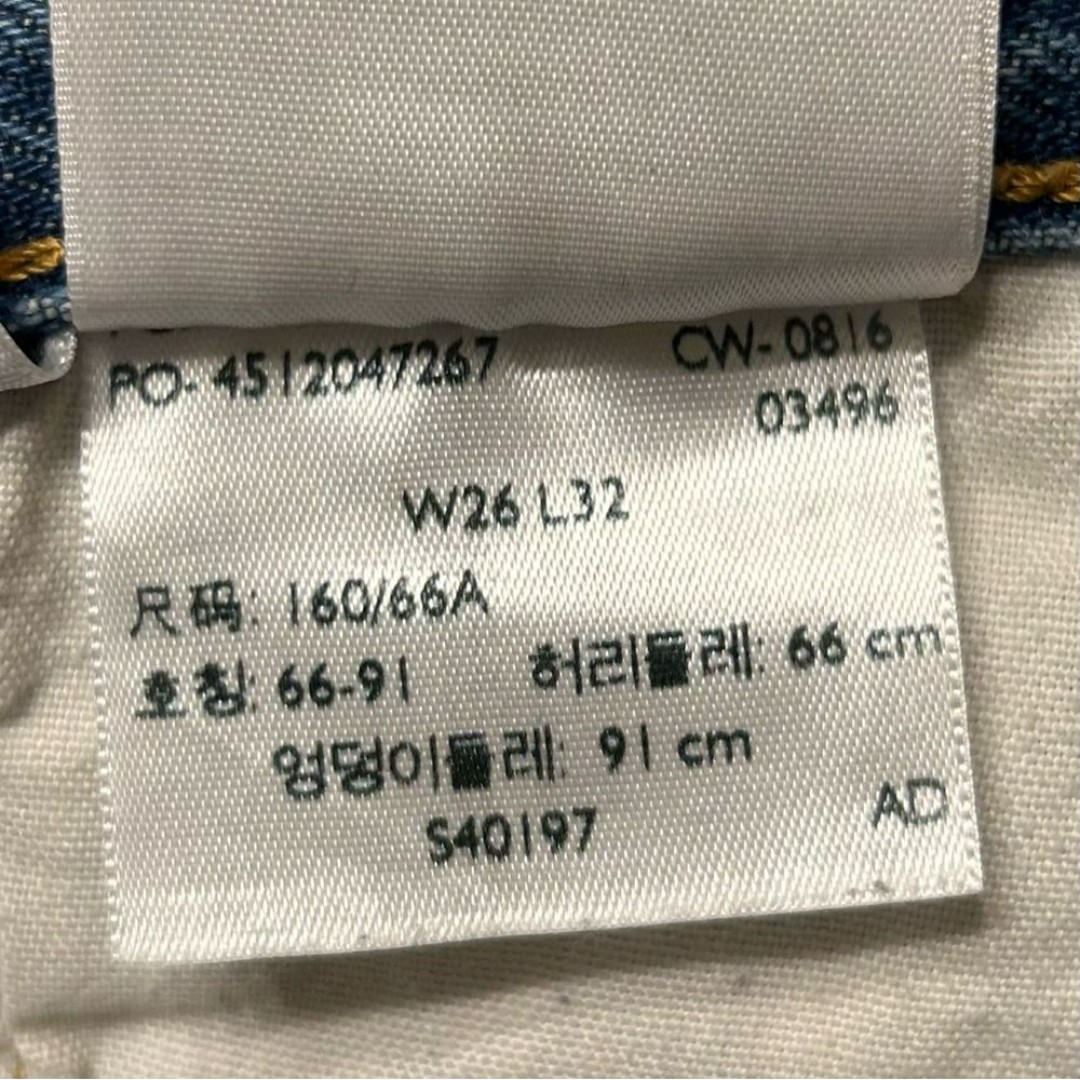 PO- 4512047267 CW- 0816
03496
W26 L32
尺码: 160/66A
호칭: 66-91 허리둘레: 66 cm
엉덩이둘레: 91 cm
S40197 AD